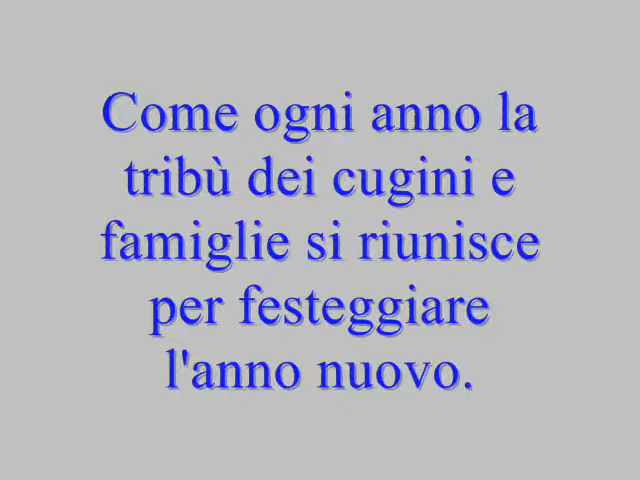 Come ogni anno la
tribù dei cugini e
famiglie si riunisce
per festeggiare
l'anno nuovo.